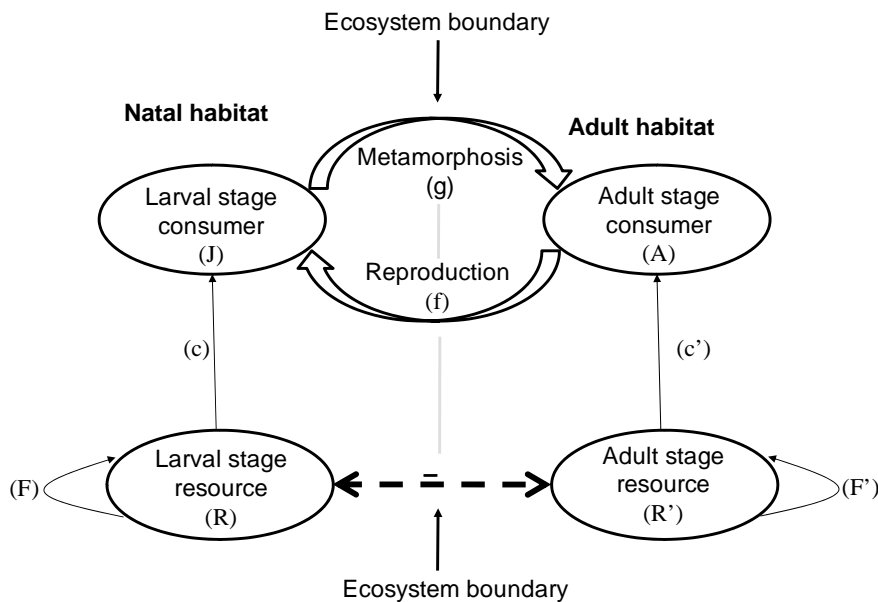 Ecosystem boundary
Natal habitat
Adult habitat
Metamorphosis
(g)
Larval stage
consumer
(J)
Adult stage
consumer
(A)
Reproduction
(f)
(c)
(c’)
Larval stage
resource
(R)
–
Adult stage
resource
(R’)
(F)
(F’)
Ecosystem boundary